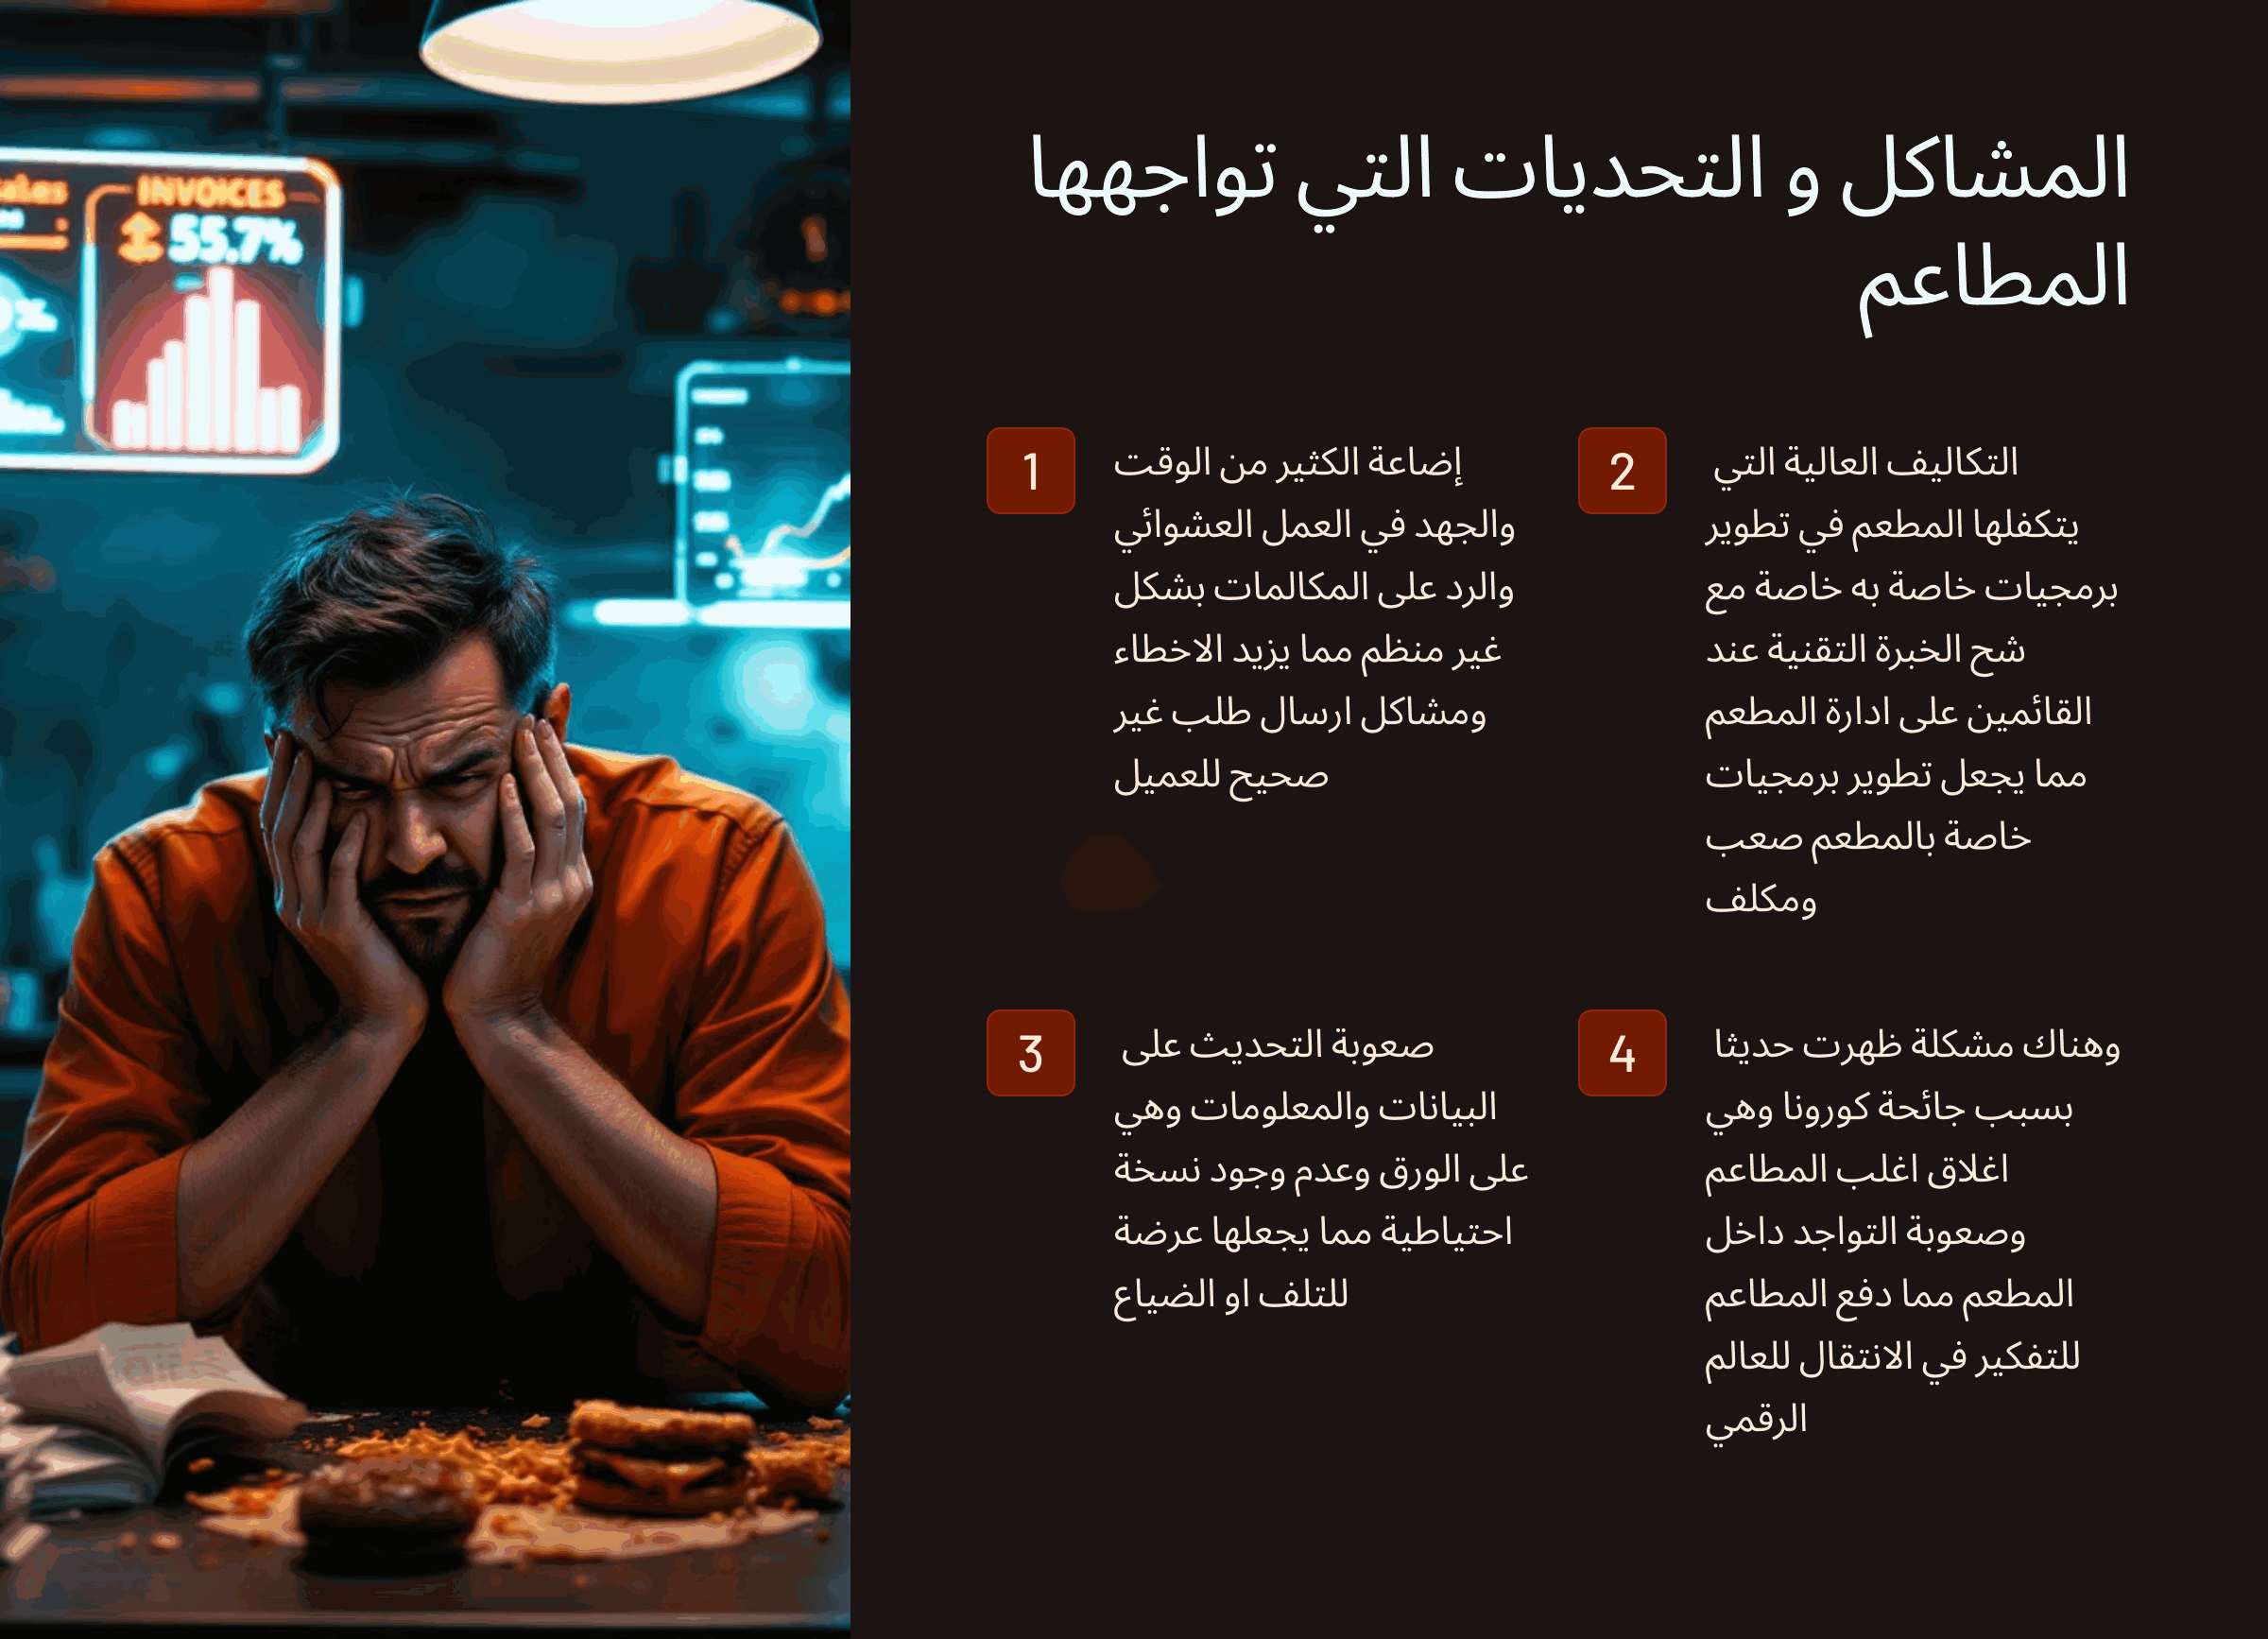 المشاكل و التحديات التي تواجهها
المطاعم
1
إضاعة الكثير من الوقت
والجهد في العمل العشوائي
والرد على المكالمات بشكل
غير منظم مما يزيد الاخطاء
ومشاكل ارسال طلب غير
صحيح للعميل
2
التكاليف العالية التي
يتكفلها المطعم في تطوير
برمجيات خاصة به خاصة مع
شح الخبرة التقنية عند
القائمين على ادارة المطعم
مما يجعل تطوير برمجيات
خاصة بالمطعم صعب
ومكلف
3
صعوبة التحديث على
البيانات والمعلومات وهي
على الورق وعدم وجود نسخة
احتياطية مما يجعلها عرضة
للتلف او الضياع
4
وهناك مشكلة ظهرت حديثا
بسبب جائحة كورونا وهي
اغلاق اغلب المطاعم
وصعوبة التواجد داخل
المطعم مما دفع المطاعم
للتفكير في الانتقال للعالم
الرقمي
INVOICES
55.7%